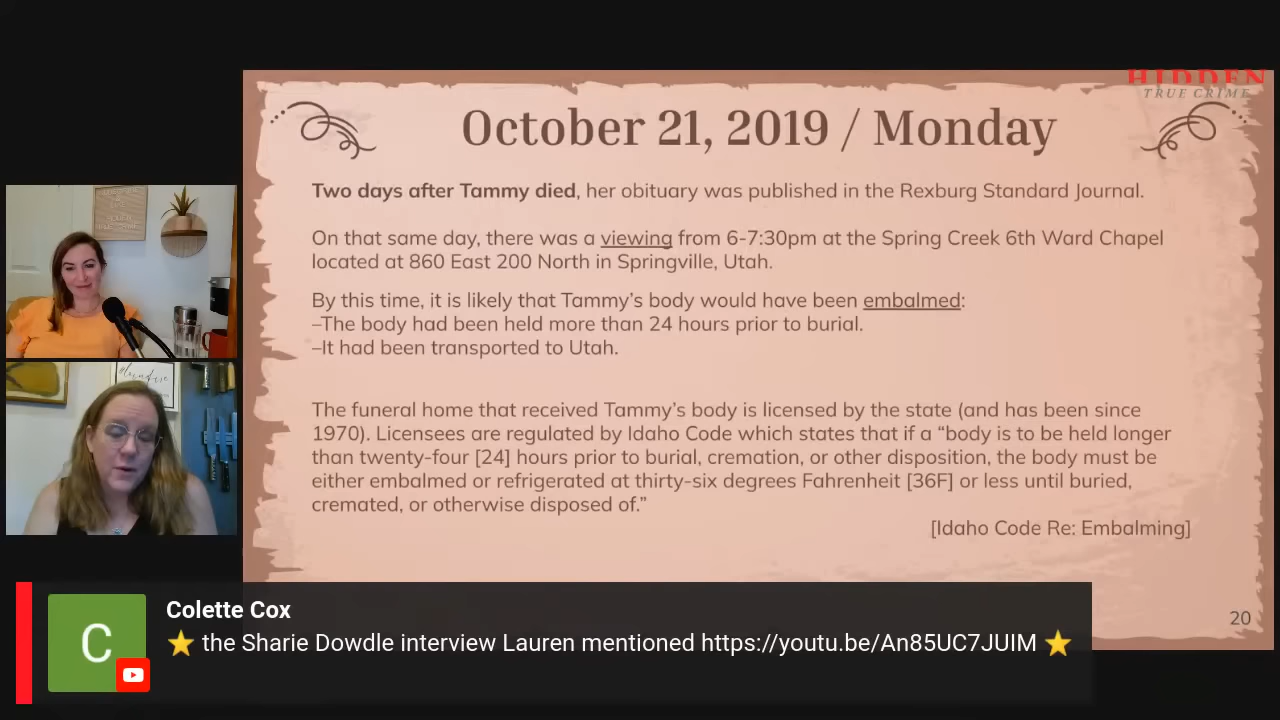 HIDDEN
TRUE CRIME
October 21, 2019 / Monday
Two days after Tammy died, her obituary was published in the Rexburg Standard Journal.
On that same day, there was a viewing from 6-7:30pm at the Spring Creek 6th Ward Chapel
located at 860 East 200 North in Springville, Utah.
By this time, it is likely that Tammy’s body would have been embalmed:
–The body had been held more than 24 hours prior to burial.
–It had been transported to Utah.
The funeral home that received Tammy’s body is licensed by the state (and has been since
1970). Licensees are regulated by Idaho Code which states that if a “body is to be held longer
than twenty-four [24] hours prior to burial, cremation, or other disposition, the body must be
either embalmed or refrigerated at thirty-six degrees Fahrenheit [36F] or less until buried,
cremated, or otherwise disposed of.”
[Idaho Code Re: Embalming]
20
C
Colette Cox
⭐ the Sharie Dowdle interview Lauren mentioned https://youtu.be/An85UC7JUIM ⭐